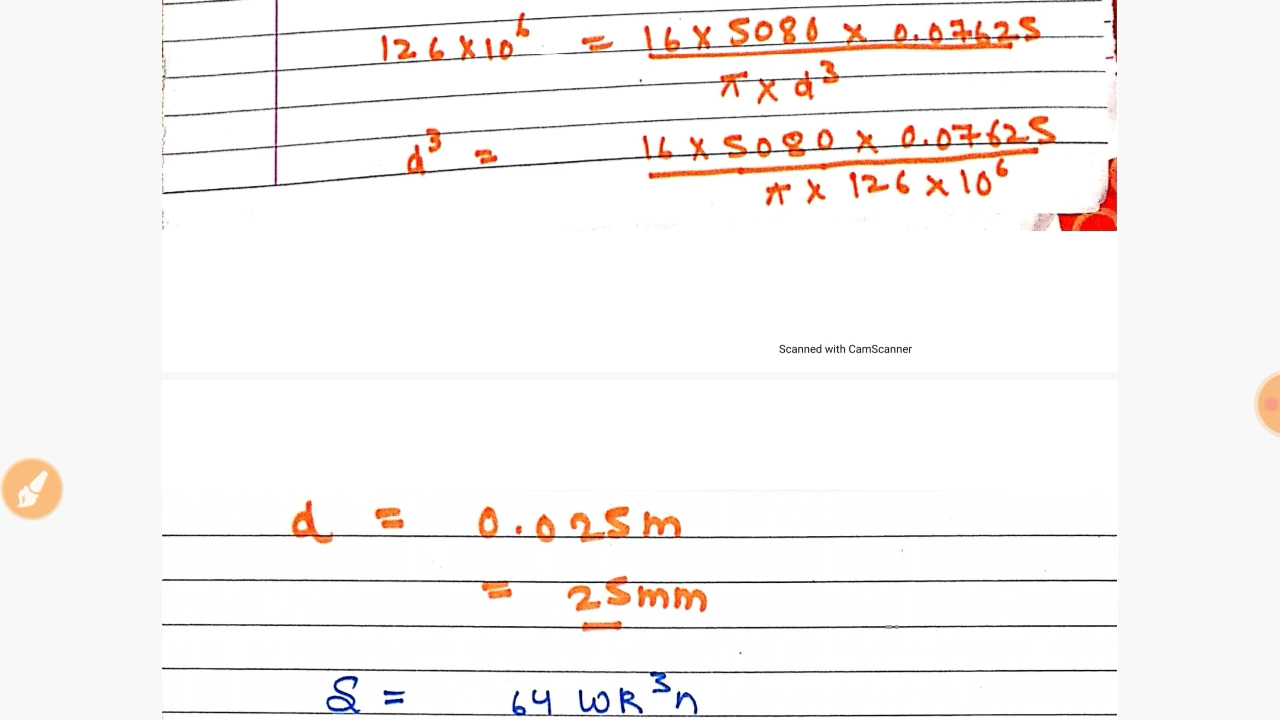 126 × 10⁶ = 16 × 5080 × 0.07625 / π × d³
d³ = 16 × 5080 × 0.07625 / π × 126 × 10⁶
Scanned with CamScanner
d = 0.025m
= 25mm
δ = 64 WR³n